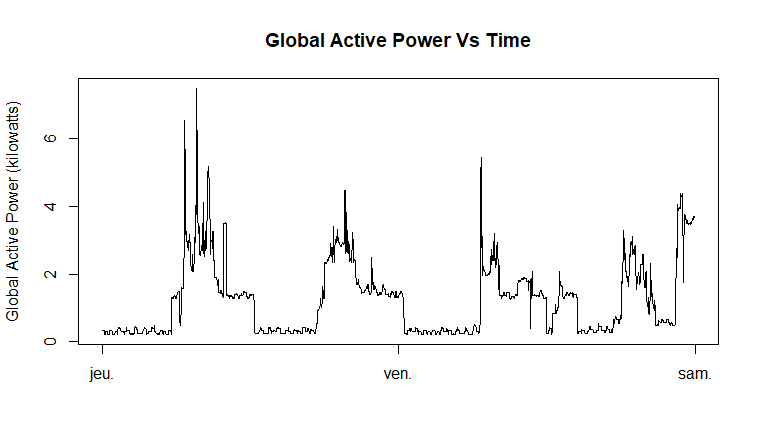 Global Active Power Vs Time
Global Active Power (kilowatts)
6
4
2
0
jeu.
ven.
sam.